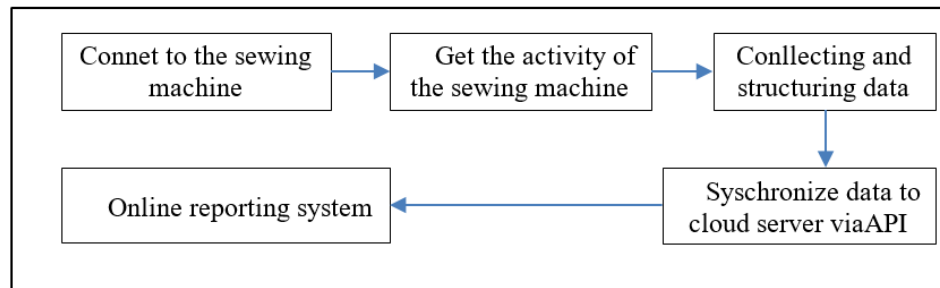 Connet to the sewing
machine
Get the activity of
the sewing machine
Conllecting and
structuring data
Syschronize data to
cloud server viaAPI
Online reporting system